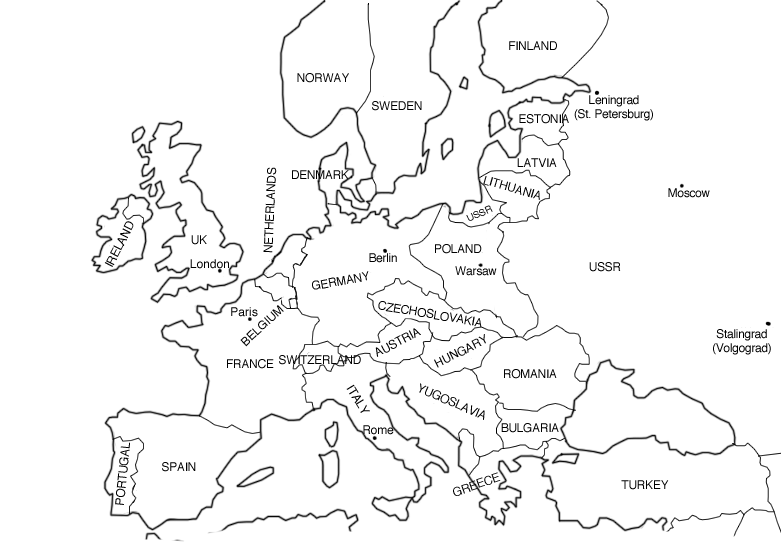 FINLAND
NORWAY
SWEDEN
Leningrad
(St. Petersburg)
ESTONIA
LATVIA
DENMARK
LITHUANIA
Moscow
NETHERLANDS
USSR
IRELAND
UK
London
POLAND
Berlin
Warsaw
USSR
GERMANY
Paris
BELGIUM
CZECHOSLOVAKIA
Stalingrad
(Volgograd)
AUSTRIA
HUNGARY
FRANCE
SWITZERLAND
ROMANIA
ITALY
YUGOSLAVIA
BULGARIA
Rome
PORTUGAL
SPAIN
GREECE
TURKEY